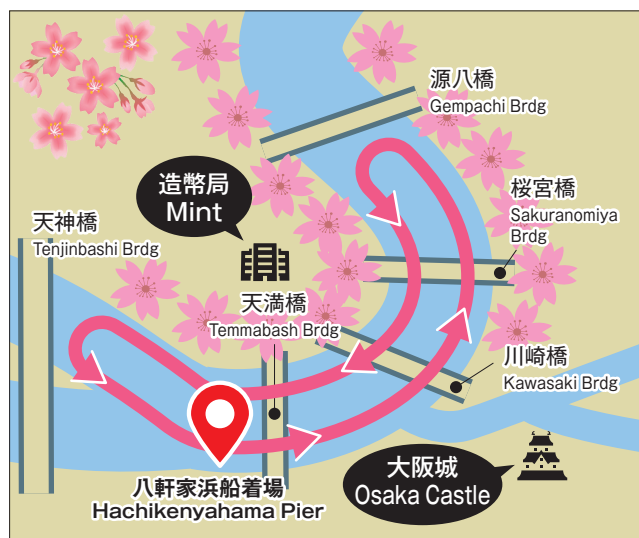 源八橋
Gempachi Brdg
造幣局
Mint
桜宮橋
Sakuranomiya
Brdg
天神橋
Tenjinbashi Brdg
天満橋
Temmabash Brdg
川崎橋
Kawasaki Brdg
八軒家浜船着場
Hachikenyahama Pier
大阪城
Osaka Castle